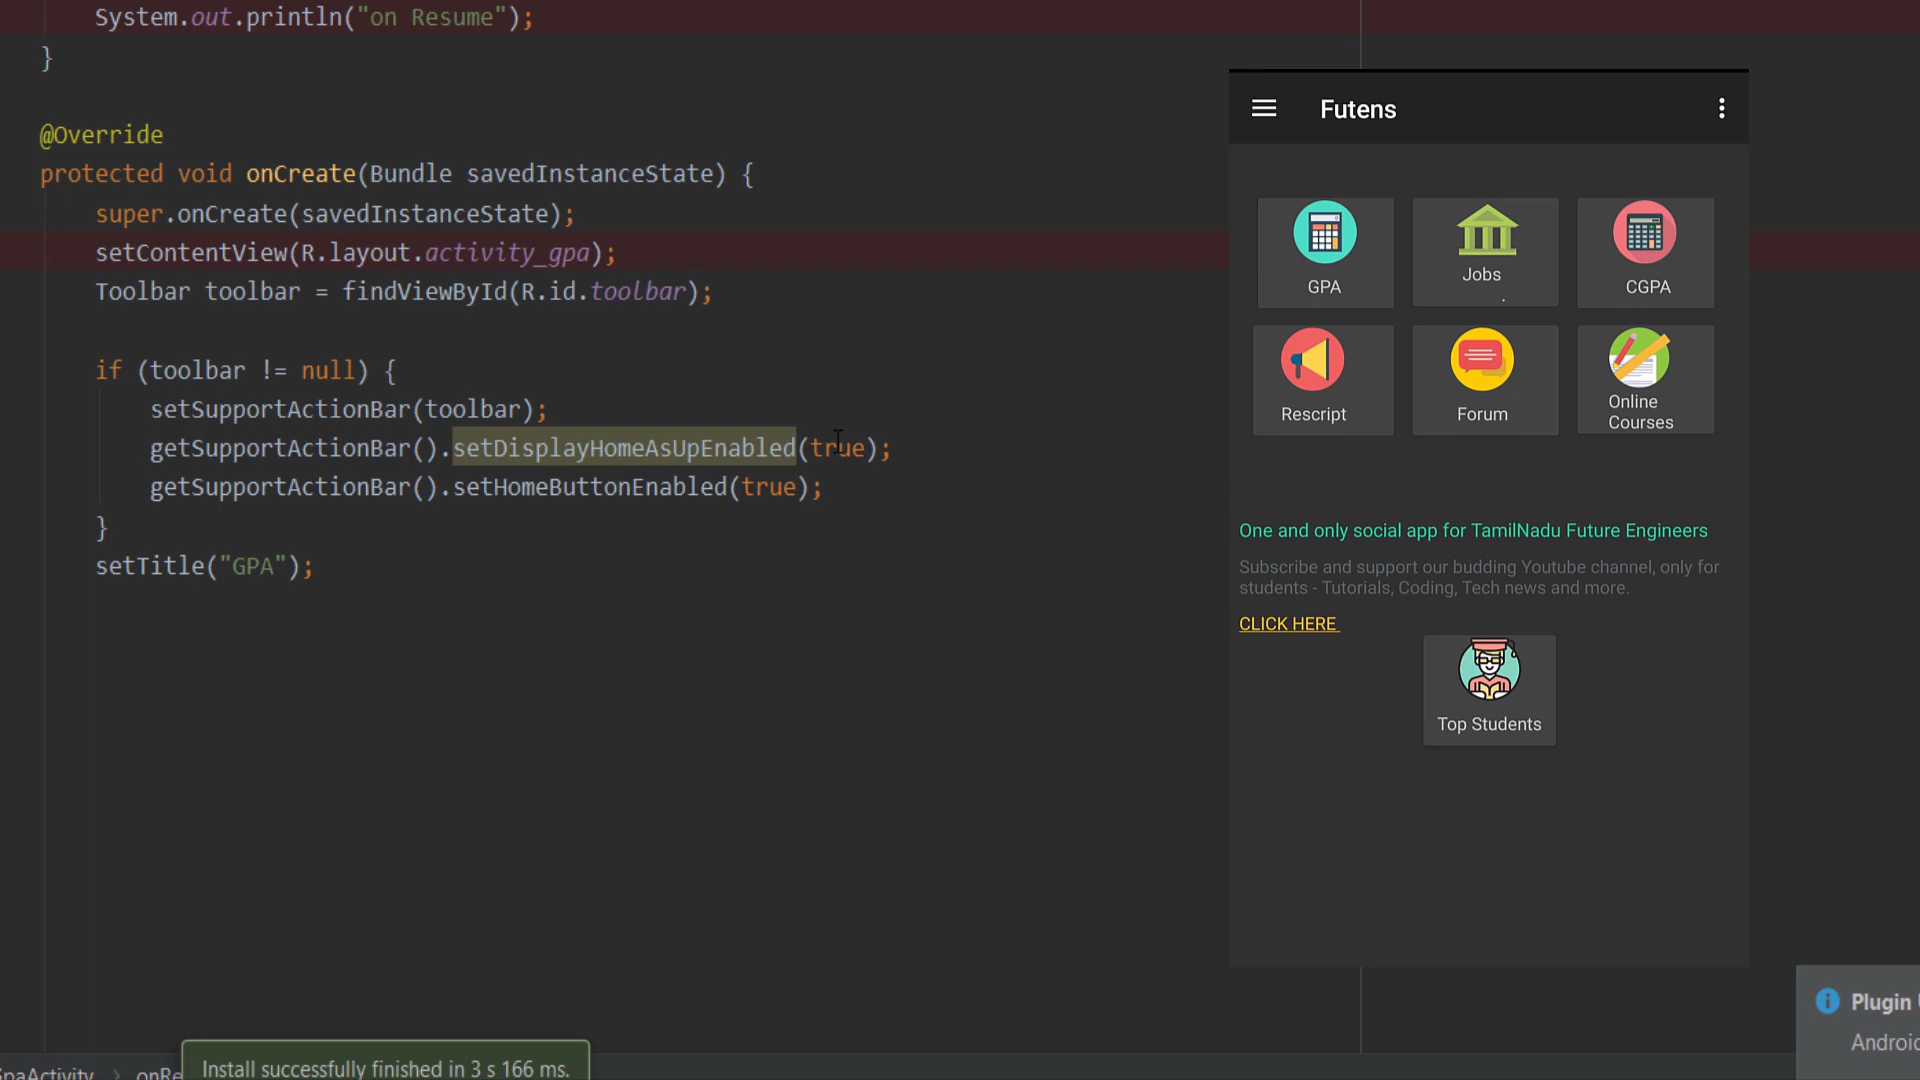 System.out.println("on Resume");
}
@Override
protected void onCreate(Bundle savedInstanceState) {
super.onCreate(savedInstanceState);
setContentView(R.layout.activity_gpa);
Toolbar toolbar = findViewById(R.id.toolbar);
if (toolbar != null) {
setSupportActionBar(toolbar);
getSupportActionBar().setDisplayHomeAsUpEnabled(true);
getSupportActionBar().setHomeButtonEnabled(true);
}
setTitle("GPA");
Futens
GPA
Jobs
CGPA
Rescript
Forum
Online
Courses
One and only social app for TamilNadu Future Engineers
Subscribe and support our budding Youtube channel, only for
students - Tutorials, Coding, Tech news and more.
CLICK HERE
Top Students
Plugin
Install successfully finished in 3 s 166 ms.